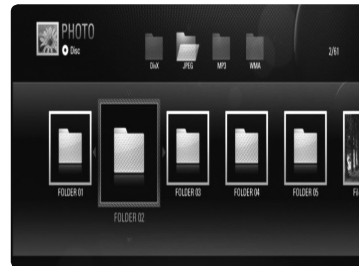 PHOTO
Disc
DivX JPEG MP3 WMA
2/61
FOLDER 01 FOLDER 02 FOLDER 03 FOLDER 04 FOLDER 05